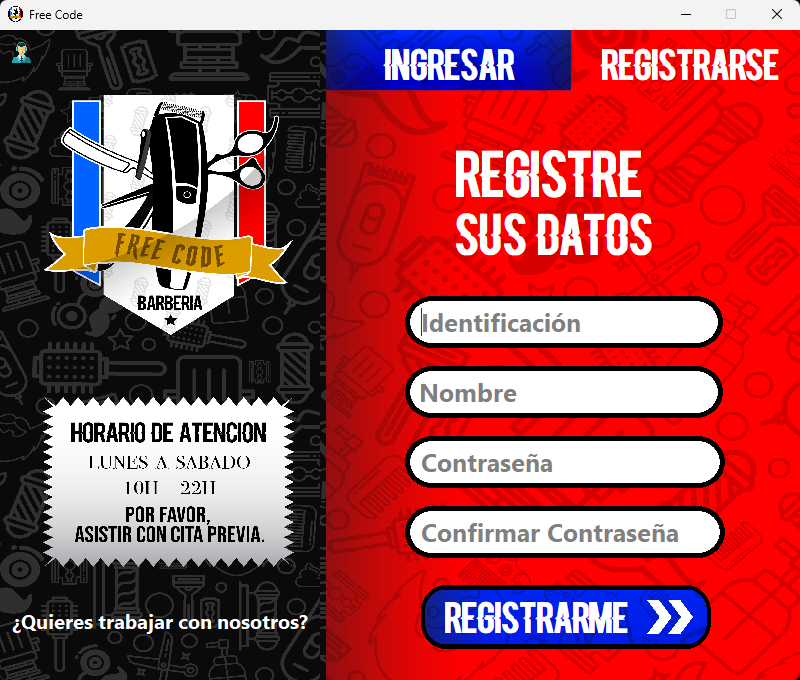 Free Code
INGRESAR
REGISTRARSE
FREE CODE
BARBERIA
HORARIO DE ATENCION
LUNES A SABADO
10H 22H
POR FAVOR,
ASISTIR CON CITA PREVIA.
¿Quieres trabajar con nosotros?
REGISTRE
SUS DATOS
Identificación
Nombre
Contraseña
Confirmar Contraseña
REGISTRARME